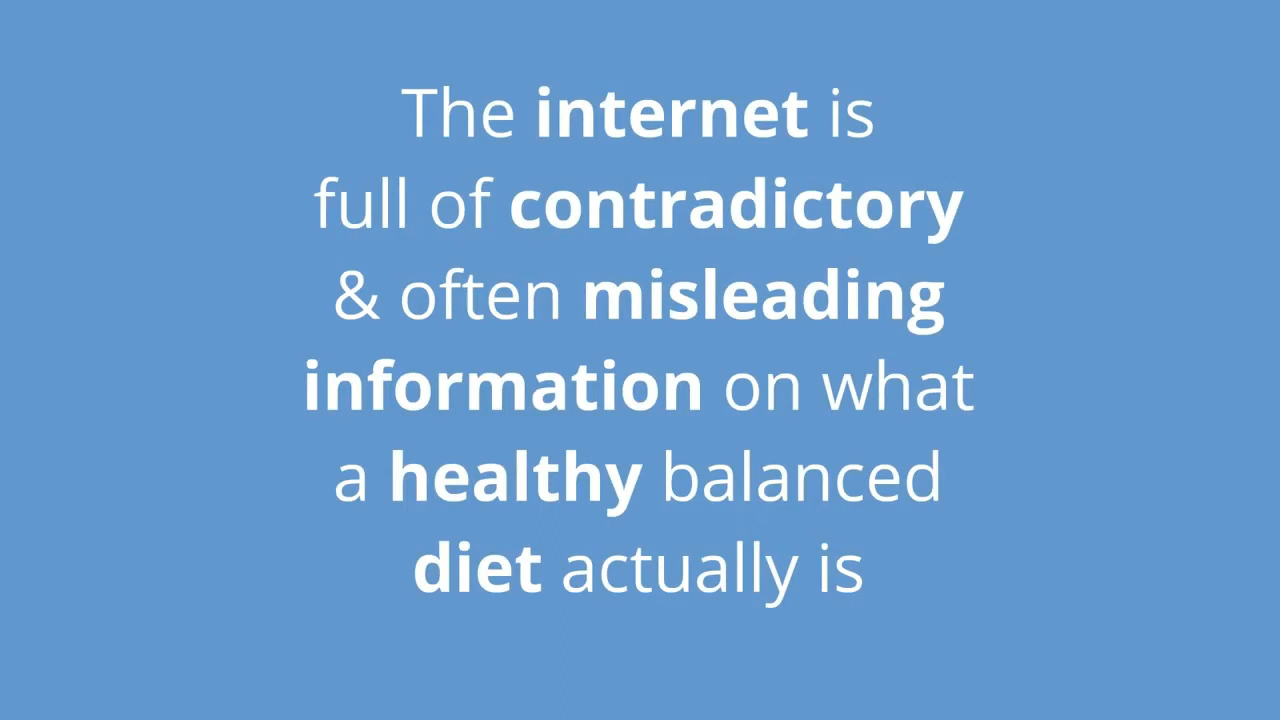 The internet is
full of contradictory
& often misleading
information on what
a healthy balanced
diet actually is